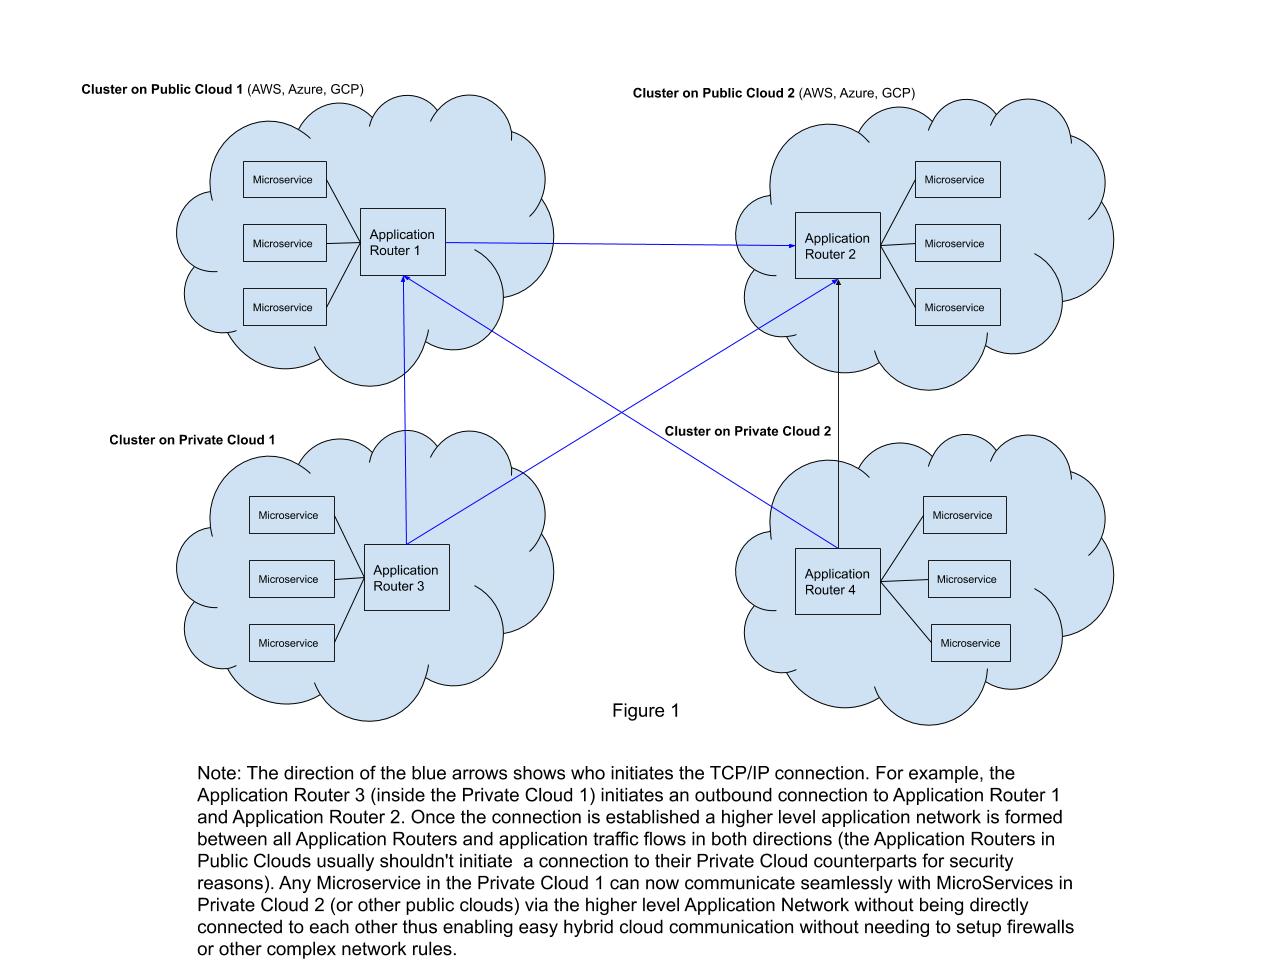 Cluster on Public Cloud 1 (AWS, Azure, GCP)
Cluster on Public Cloud 2 (AWS, Azure, GCP)
Microservice
Microservice
Microservice
Application
Router 1
Application
Router 2
Microservice
Microservice
Microservice
Cluster on Private Cloud 1
Cluster on Private Cloud 2
Microservice
Microservice
Microservice
Application
Router 3
Application
Router 4
Microservice
Microservice
Microservice
Figure 1
Note: The direction of the blue arrows shows who initiates the TCP/IP connection. For example, the
Application Router 3 (inside the Private Cloud 1) initiates an outbound connection to Application Router 1
and Application Router 2. Once the connection is established a higher level application network is formed
between all Application Routers and application traffic flows in both directions (the Application Routers in
Public Clouds usually shouldn't initiate  a connection to their Private Cloud counterparts for security
reasons). Any Microservice in the Private Cloud 1 can now communicate seamlessly with MicroServices in
Private Cloud 2 (or other public clouds) via the higher level Application Network without being directly
connected to each other thus enabling easy hybrid cloud communication without needing to setup firewalls
or other complex network rules.